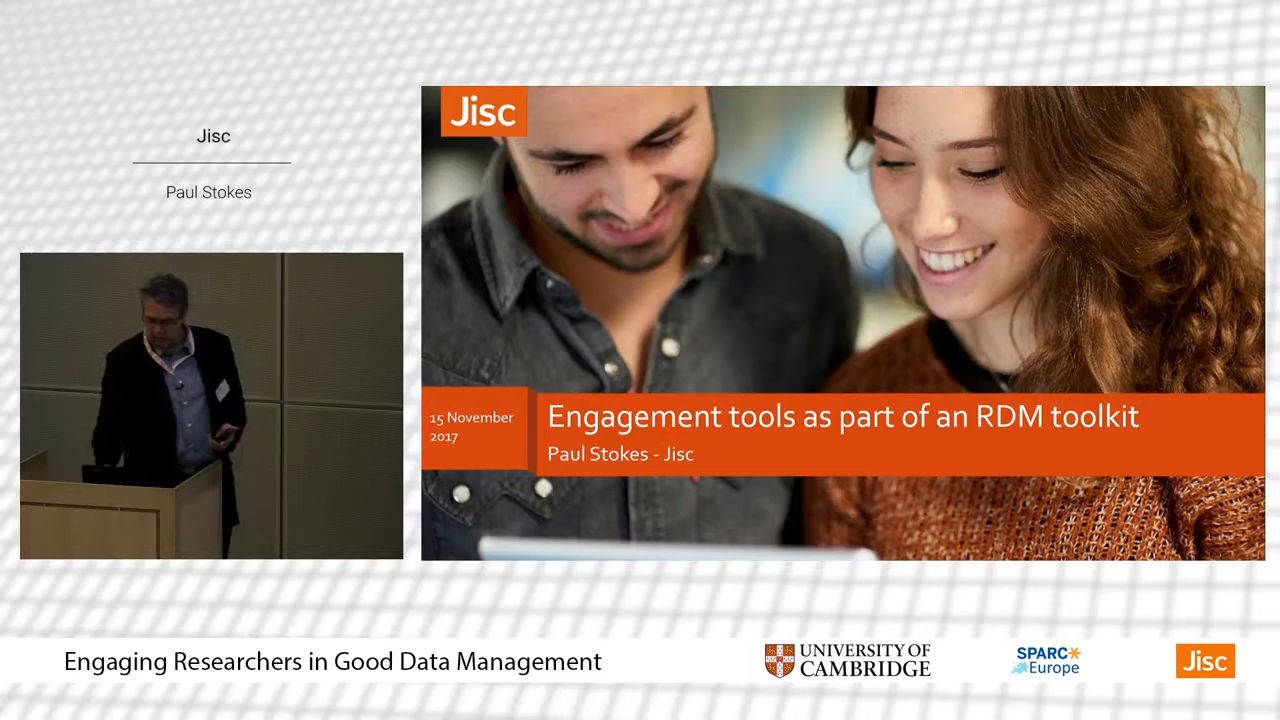 Jisc
Paul Stokes
Jisc
15 November
2017
Engagement tools as part of an RDM toolkit
Paul Stokes - Jisc
Engaging Researchers in Good Data Management
UNIVERSITY OF
CAMBRIDGE
SPARC
Europe
Jisc